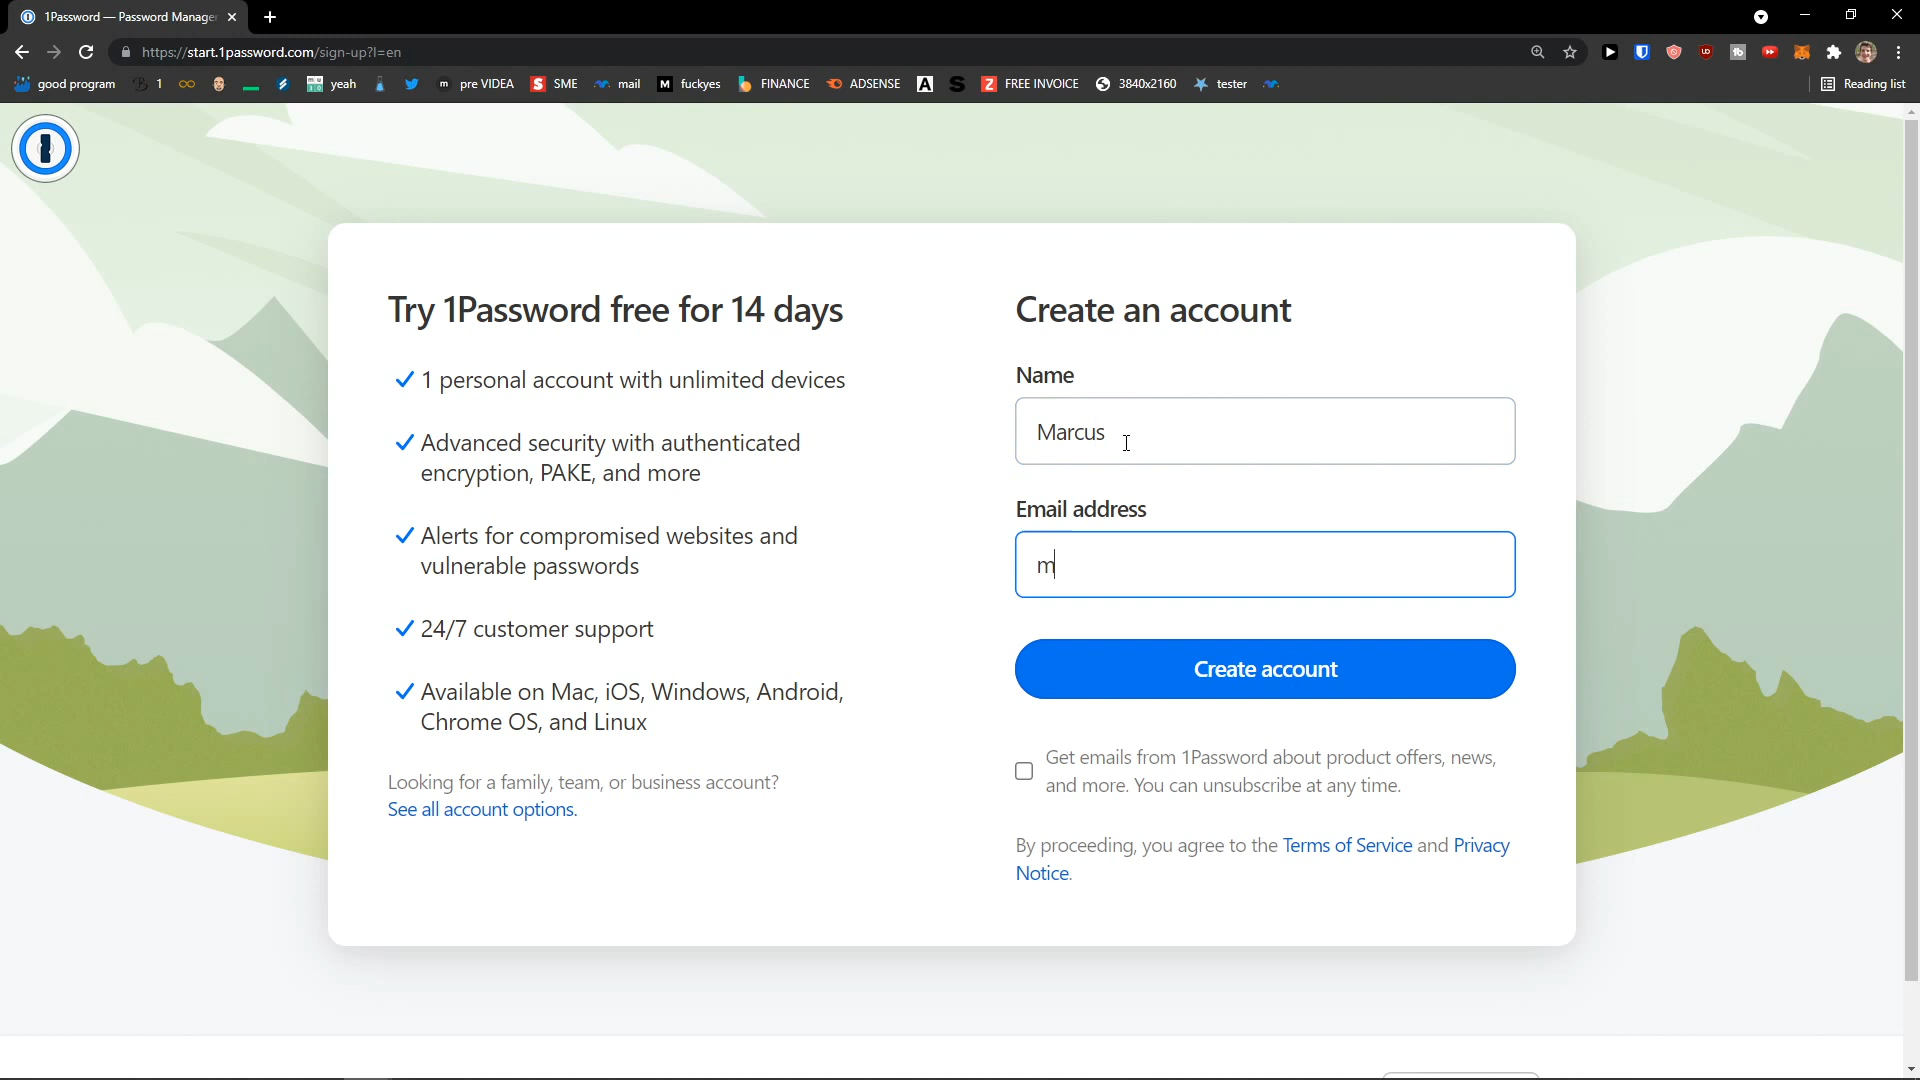 1Password — Password Manager
https://start.1password.com/sign-up?l=en
good program
1
yeah
pre VIDEA
SME
mail
fuckyes
FINANCE
ADSENSE
FREE INVOICE
3840x2160
tester
Reading list
Try 1Password free for 14 days
1 personal account with unlimited devices
Advanced security with authenticated
encryption, PAKE, and more
Alerts for compromised websites and
vulnerable passwords
24/7 customer support
Available on Mac, iOS, Windows, Android,
Chrome OS, and Linux
Looking for a family, team, or business account?
See all account options.
Create an account
Name
Marcus
Email address
m
Create account
Get emails from 1Password about product offers, news,
and more. You can unsubscribe at any time.
By proceeding, you agree to the Terms of Service and Privacy
Notice.